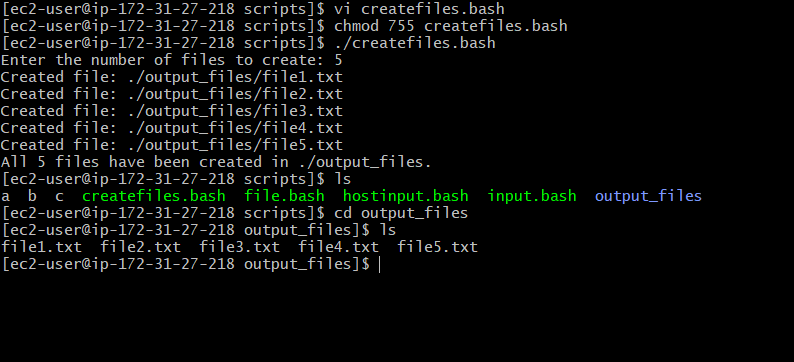 [ec2-user@ip-172-31-27-218 scripts]$ vi createfiles.bash
[ec2-user@ip-172-31-27-218 scripts]$ chmod 755 createfiles.bash
[ec2-user@ip-172-31-27-218 scripts]$ ./createfiles.bash
Enter the number of files to create: 5
Created file: ./output_files/file1.txt
Created file: ./output_files/file2.txt
Created file: ./output_files/file3.txt
Created file: ./output_files/file4.txt
Created file: ./output_files/file5.txt
All 5 files have been created in ./output_files.
[ec2-user@ip-172-31-27-218 scripts]$ ls
a  b  c  createfiles.bash  file.bash  hostinput.bash  input.bash  output_files
[ec2-user@ip-172-31-27-218 scripts]$ cd output_files
[ec2-user@ip-172-31-27-218 output_files]$ ls
file1.txt  file2.txt  file3.txt  file4.txt  file5.txt
[ec2-user@ip-172-31-27-218 output_files]$